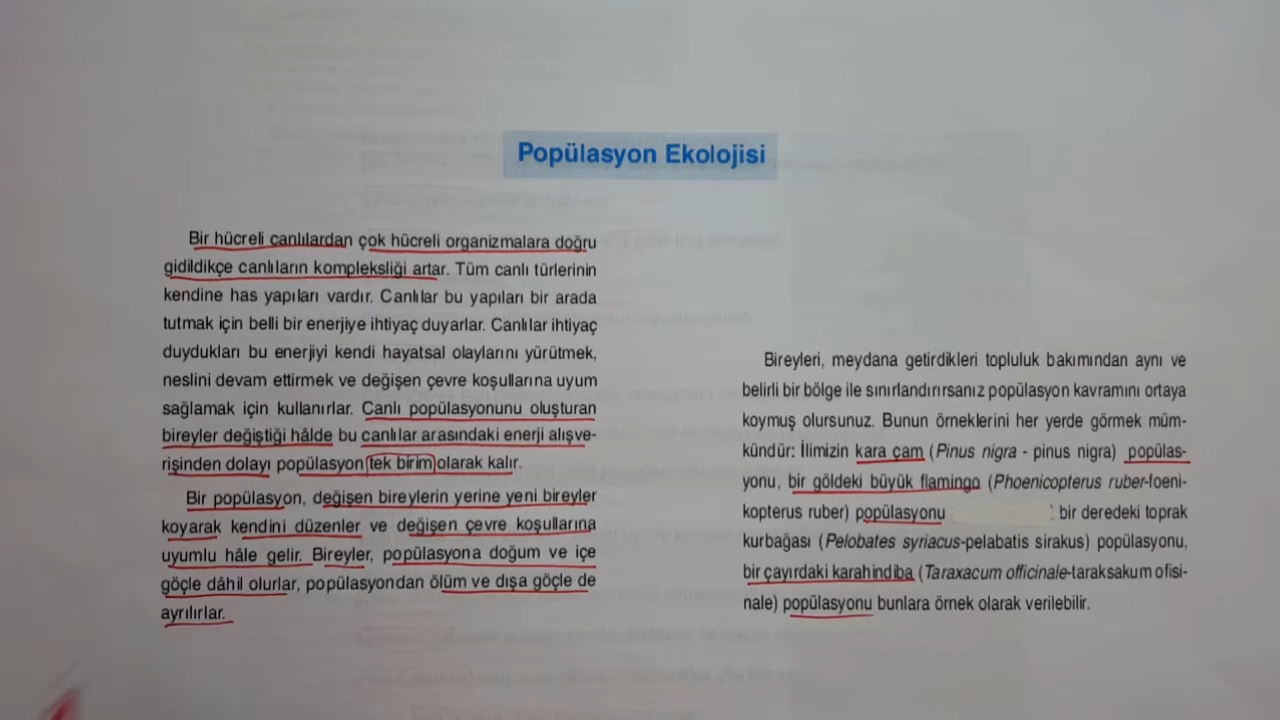 Popülasyon Ekolojisi
Bir hücreli canlılardan çok hücreli organizmalara doğru
gidildikçe canlıların kompleksliği artar. Tüm canlı türlerinin
kendine has yapıları vardır. Canlılar bu yapıları bir arada
tutmak için belli bir enerjiye ihtiyaç duyarlar. Canlılar ihtiyaç
duydukları bu enerjiyi kendi hayatsal olaylarını yürütmek,
neslini devam ettirmek ve değişen çevre koşullarına uyum
sağlamak için kullanırlar. Canlı popülasyonunu oluşturan
bireyler değiştiği hâlde bu canlılar arasındaki enerji alışve-
rişinden dolayı popülasyon tek birim olarak kalır.
Bir popülasyon, değişen bireylerin yerine yeni bireyler
koyarak kendini düzenler ve değişen çevre koşullarına
uyumlu hâle gelir. Bireyler, popülasyona doğum ve içe
göçle dâhil olurlar, popülasyondan ölüm ve dışa göçle de
ayrılırlar.
Bireyleri, meydana getirdikleri topluluk bakımından aynı ve
belirli bir bölge ile sınırlandırırsanız popülasyon kavramını ortaya
koymuş olursunuz. Bunun örneklerini her yerde görmek müm-
kündür: İlimizin kara çam (Pinus nigra - pinus nigra) popülas-
yonu, bir göldeki büyük flamingo (Phoenicopterus ruber-foeni-
kopterus ruber) popülasyonu bir deredeki toprak
kurbağası (Pelobates syriacus-pelabatis sirakus) popülasyonu,
bir çayırdaki karahindiba (Taraxacum officinale-taraksakum ofisi-
nale) popülasyonu bunlara örnek olarak verilebilir.